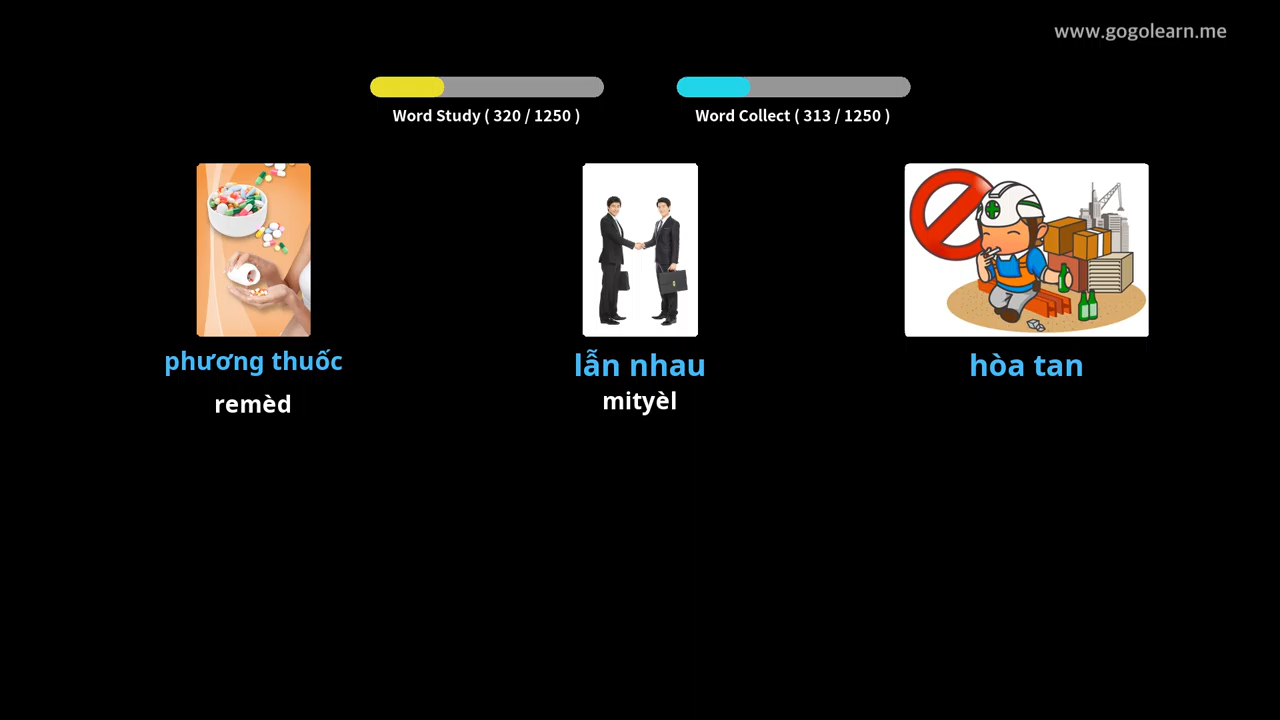 www.gogolearn.me
Word Study ( 320 / 1250 )
Word Collect ( 313 / 1250 )
phương thuốc
remèd
lẫn nhau
mityèl
hòa tan